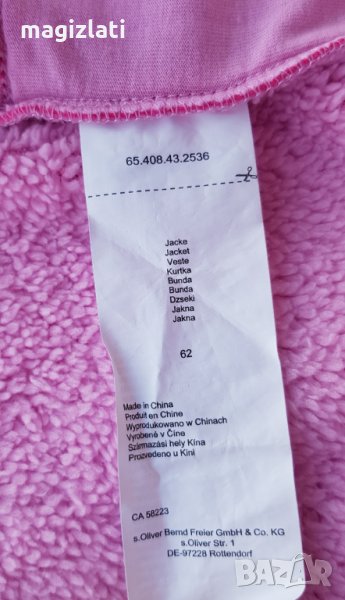 magizlati
65.408.43.2536
Jacke
Jacket
Veste
Kurtka
Bunda
Bunda
Dzseki
Jakna
Jakna
62
Made in China
Produit en Chine
Wyprodukowano w Chinach
Vyrobené v Číne
Származási hely Kína
Proizvedeno u Kini
CA 58223
s.Oliver Bernd Freier GmbH & Co. KG
s.Oliver Str. 1
DE-97228 Rottendorf
BAZAR